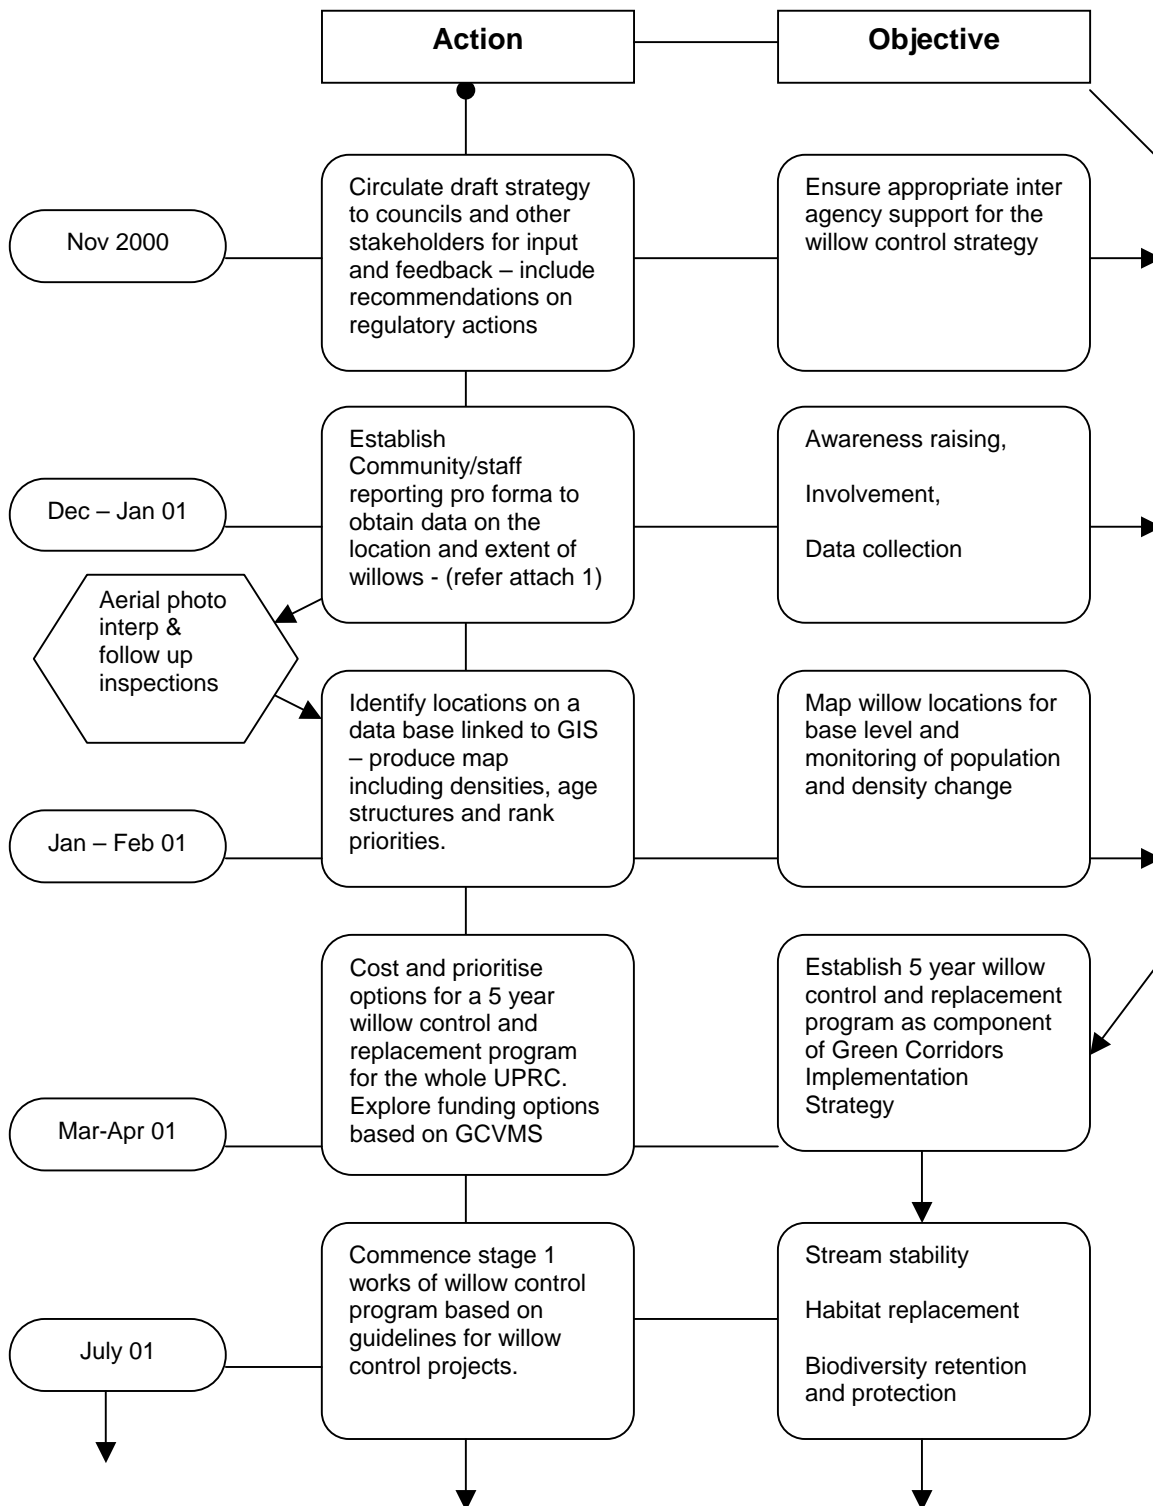 Action
Objective
Nov 2000
Circulate draft strategy
to councils and other
stakeholders for input
and feedback – include
recommendations on
regulatory actions
Ensure appropriate inter
agency support for the
willow control strategy
Dec – Jan 01
Establish
Community/staff
reporting pro forma to
obtain data on the
location and extent of
willows - (refer attach 1)
Awareness raising,
Involvement,
Data collection
Aerial photo
interp &
follow up
inspections
Jan – Feb 01
Identify locations on a
data base linked to GIS
– produce map
including densities, age
structures and rank
priorities.
Map willow locations for
base level and
monitoring of population
and density change
Mar-Apr 01
Cost and prioritise
options for a 5 year
willow control and
replacement program
for the whole UPRC.
Explore funding options
based on GCVMS
Establish 5 year willow
control and replacement
program as component
of Green Corridors
Implementation
Strategy
July 01
Commence stage 1
works of willow control
program based on
guidelines for willow
control projects.
Stream stability
Habitat replacement
Biodiversity retention
and protection